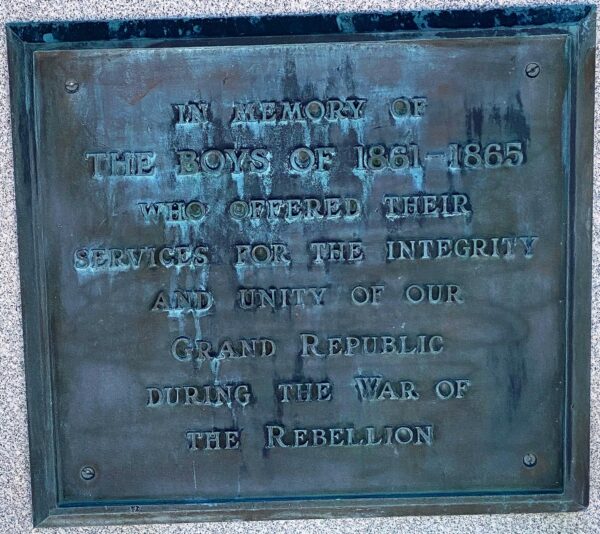 IN MEMORY OF
THE BOYS OF 1861-1865
WHO OFFERED THEIR
SERVICES FOR THE INTEGRITY
AND UNITY OF OUR
GRAND REPUBLIC
DURING THE WAR OF
THE REBELLION